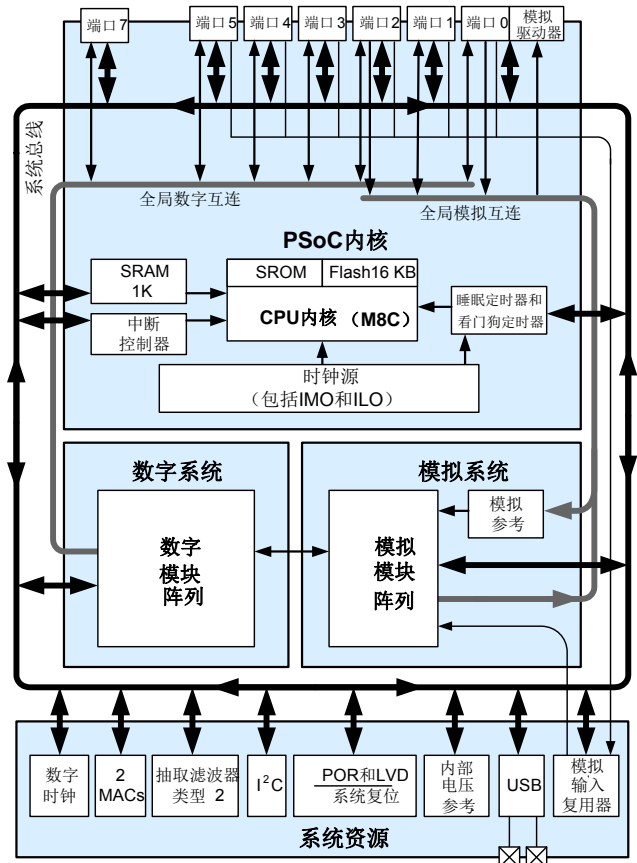 端口7
端口5
端口4
端口3
端口2
端口1
端口0
模拟
驱动器
系统总线
全局数字互连
全局模拟互连
PSoC内核
SRAM
1K
SROM
Flash16 KB
CPU内核（M8C）
中断
控制器
睡眠定时器和
看门狗定时器
时钟源
（包括IMO和ILO）
数字系统
模拟系统
数字
模块
阵列
模拟
模块
阵列
模拟
参考
数字
时钟
2
MACs
抽取滤波器
类型 2
I²C
POR和LVD
系统复位
内部
电压
参考
USB
模拟
输入
复用器
系统资源